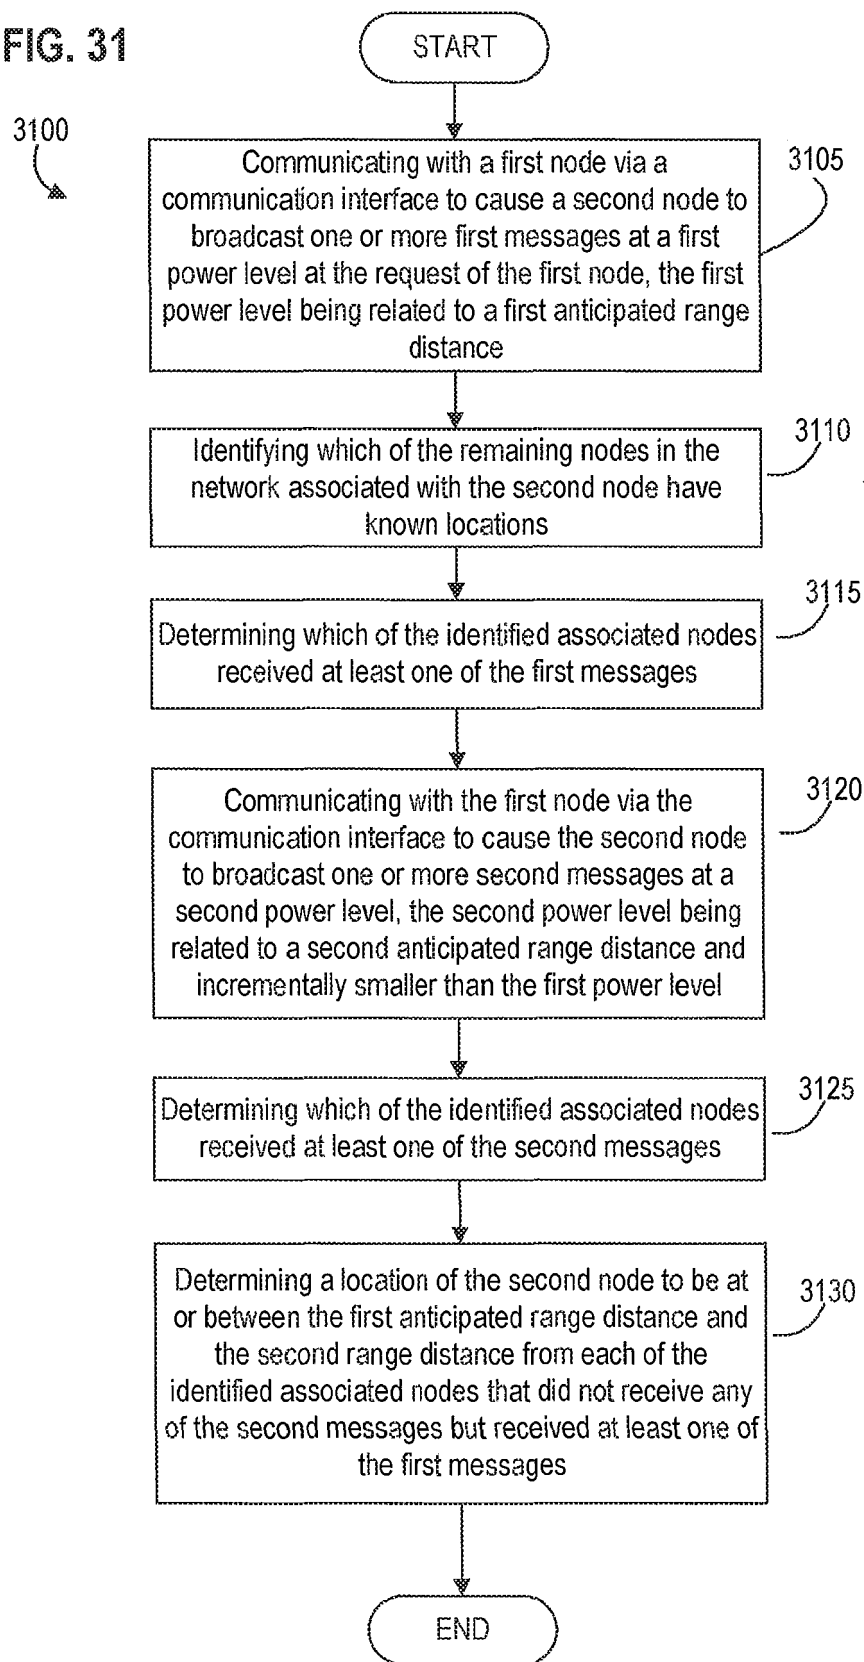 FIG. 31
START
3100
Communicating with a first node via a
communication interface to cause a second node to
broadcast one or more first messages at a first
power level at the request of the first node, the first
power level being related to a first anticipated range
distance
3105
Identifying which of the remaining nodes in the
network associated with the second node have
known locations
3110
Determining which of the identified associated nodes
received at least one of the first messages
3115
Communicating with the first node via the
communication interface to cause the second node
to broadcast one or more second messages at a
second power level, the second power level being
related to a second anticipated range distance and
incrementally smaller than the first power level
3120
Determining which of the identified associated nodes
received at least one of the second messages
3125
Determining a location of the second node to be at
or between the first anticipated range distance and
the second range distance from each of the
identified associated nodes that did not receive any
of the second messages but received at least one of
the first messages
3130
END